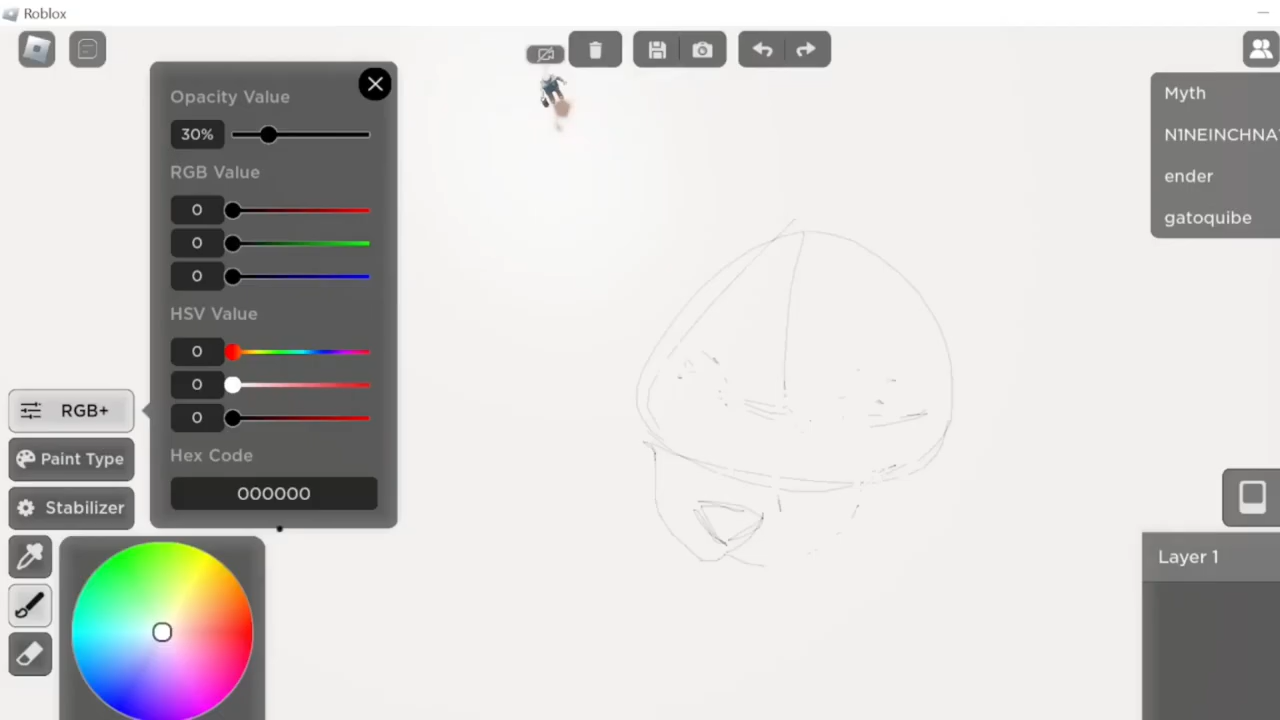 Roblox
Opacity Value
30%
RGB Value
0
0
0
HSV Value
0
0
0
Hex Code
000000
RGB+
Paint Type
Stabilizer
Myth
N1NEINCHNA
ender
gatoquibe
Layer 1